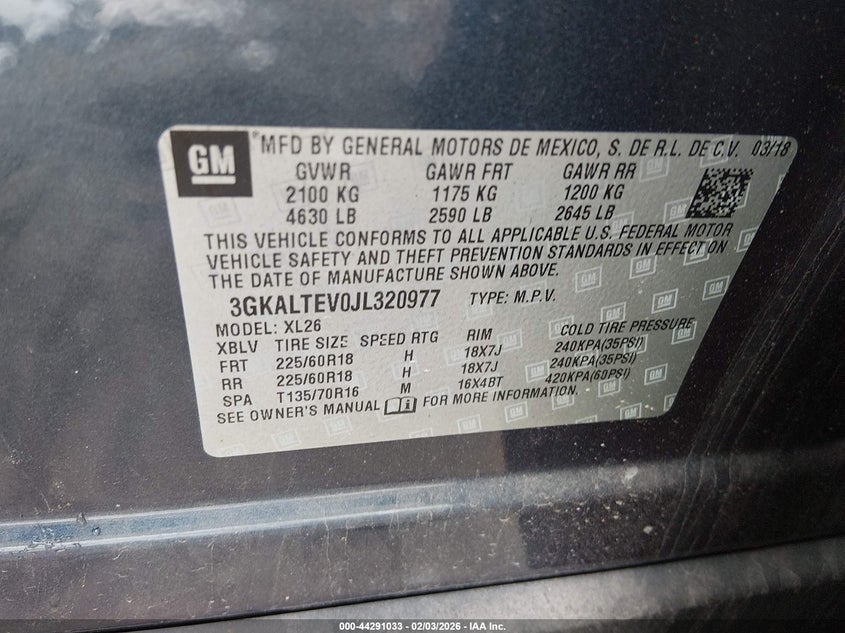 GM
®MFD BY GENERAL MOTORS DE MEXICO, S. DE R.L. DE C.V. 03/18
GVWR GAWR FRT GAWR RR
2100 KG 1175 KG 1200 KG
4630 LB 2590 LB 2645 LB
THIS VEHICLE CONFORMS TO ALL APPLICABLE U.S. FEDERAL MOTOR
VEHICLE SAFETY AND THEFT PREVENTION STANDARDS IN EFFECT ON
THE DATE OF MANUFACTURE SHOWN ABOVE.
3GKALTEV0JL320977 TYPE: M.P.V.
MODEL: XL26
XBLV TIRE SIZE SPEED RTG RIM COLD TIRE PRESSURE
FRT 225/60R18 H 18X7J 240KPA(35PSI)
RR 225/60R18 H 18X7J 240KPA(35PSI)
SPA T135/70R16 M 16X4BT 420KPA(60PSI)
SEE OWNER'S MANUAL FOR MORE INFORMATION.
000-44291033 - 02/03/2026 - IAA Inc.